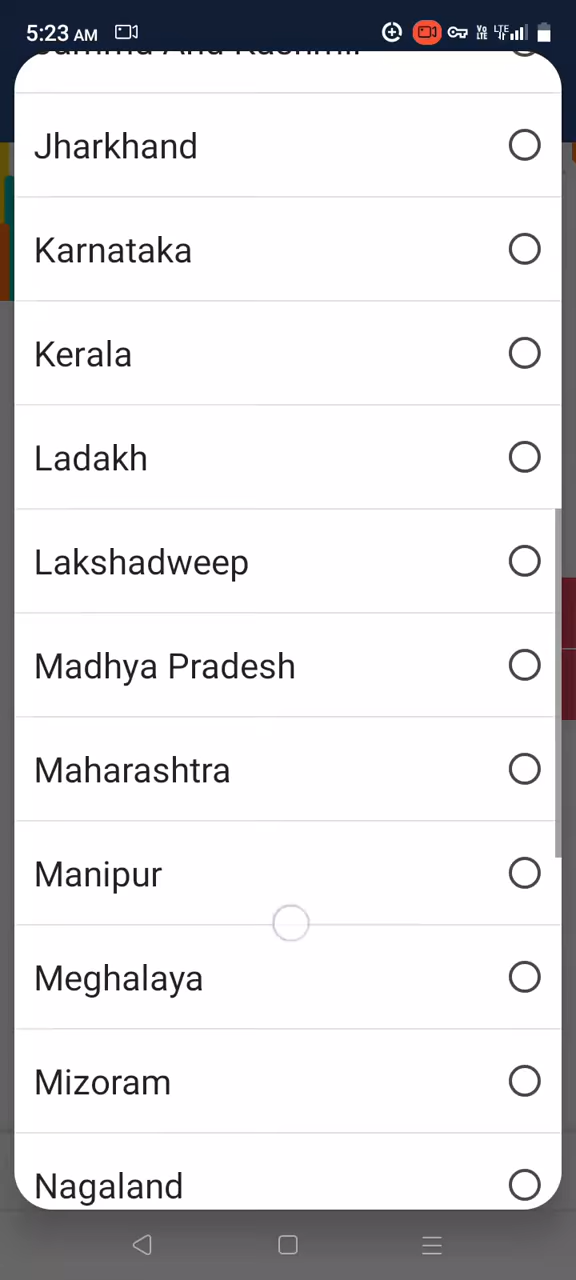 5:23 AM
Jharkhand
Karnataka
Kerala
Ladakh
Lakshadweep
Madhya Pradesh
Maharashtra
Manipur
Meghalaya
Mizoram
Nagaland